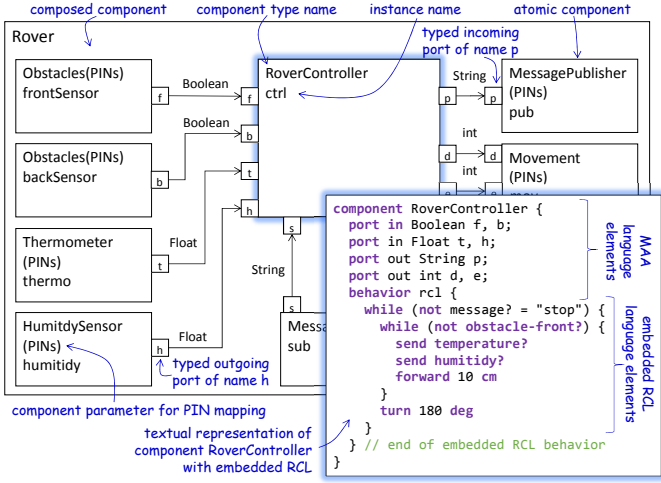 composed component
component type name
instance name
atomic component
Rover
typed incoming
port of name p
Obstacles(PINs)
frontSensor
f
Boolean
f
RoverController
ctrl
p
String
p
MessagePublisher
(PINs)
pub
Obstacles(PINs)
backSensor
b
Boolean
b
d
int
d
Movement
(PINs)
int
Thermometer
(PINs)
thermo
t
Float
t
HumitdySensor
(PINs)
humitidy
h
Float
h
s
String
s
Messa
sub
typed outgoing
port of name h
component parameter for PIN mapping
textual representation of
component RoverController
with embedded RCL
component RoverController {
port in Boolean f, b;
port in Float t, h;
port out String p;
port out int d, e;
behavior rcl {
while (not message? = "stop") {
while (not obstacle-front?) {
send temperature?
send humitidy?
forward 10 cm
}
turn 180 deg
}
} // end of embedded RCL behavior
}
MAA
language
elements
embedded RCL
language elements